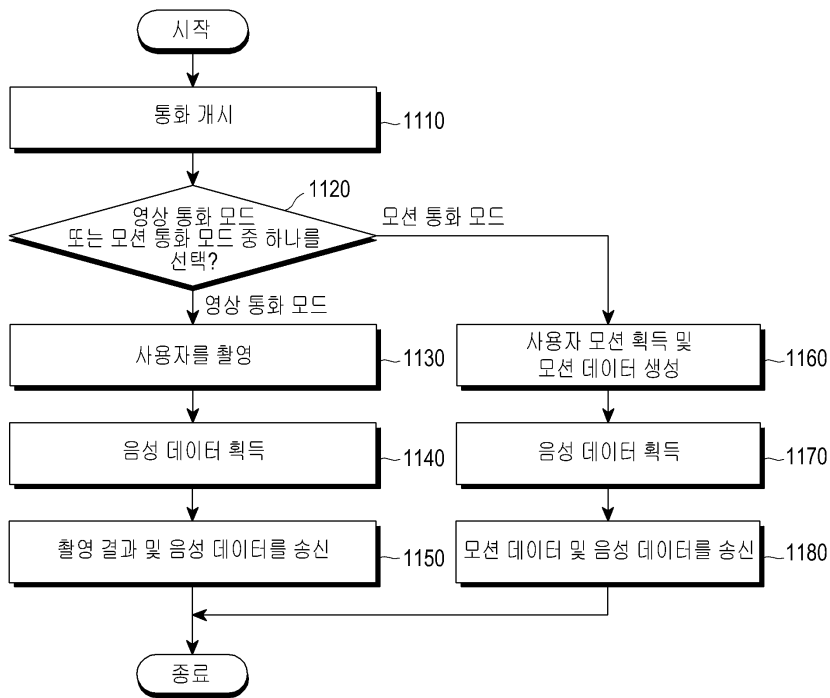 시작
통화 개시
1110
1120
영상 통화 모드
또는 모션 통화 모드 중 하나를
선택?
모션 통화 모드
영상 통화 모드
사용자를 촬영
1130
사용자 모션 획득 및
모션 데이터 생성
1160
음성 데이터 획득
1140
음성 데이터 획득
1170
촬영 결과 및 음성 데이터를 송신
1150
모션 데이터 및 음성 데이터를 송신
1180
종료